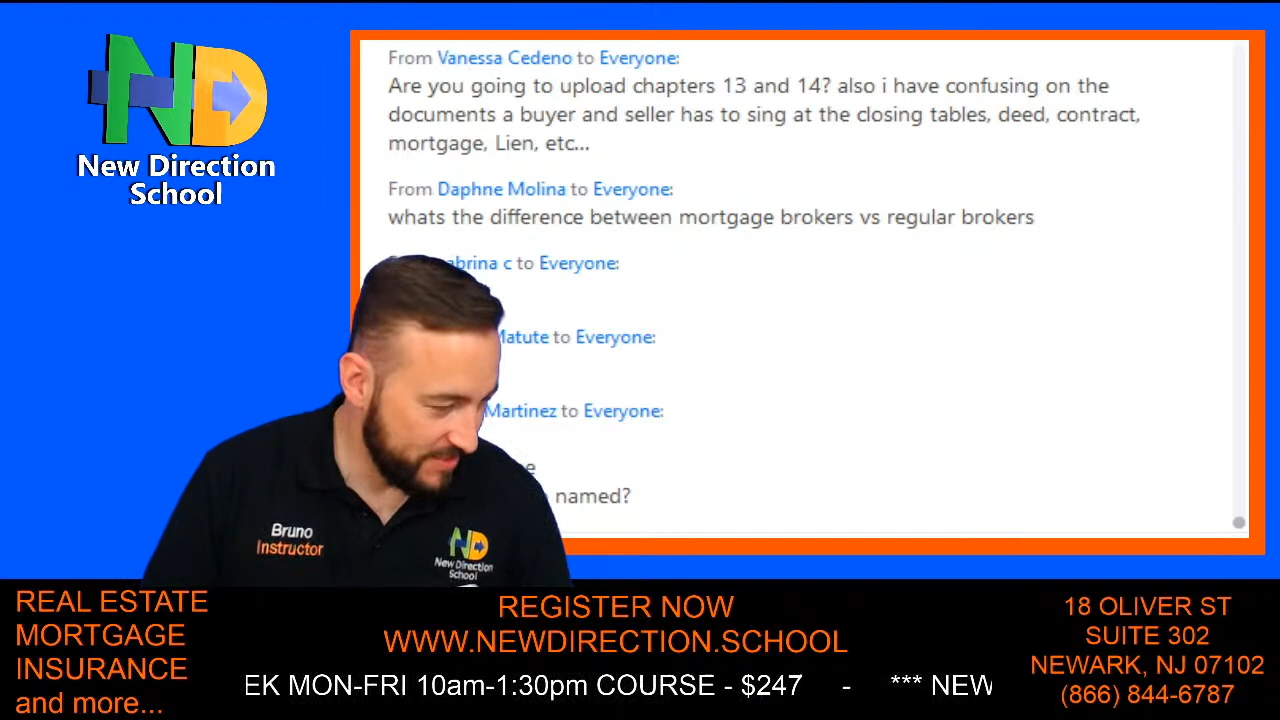 ND
New Direction
School
From Vanessa Cedeno to Everyone:
Are you going to upload chapters 13 and 14? also i have confusing on the
documents a buyer and seller has to sing at the closing tables, deed, contract,
mortgage, Lien, etc...
From Daphne Molina to Everyone:
whats the difference between mortgage brokers vs regular brokers
c to Everyone:
to Everyone:
Martinez to Everyone:
named?
Bruno
Instructor
ND
New Direction
School
REAL ESTATE
MORTGAGE
INSURANCE
and more...
REGISTER NOW
WWW.NEWDIRECTION.SCHOOL
MON-FRI 10am-1:30pm COURSE - $247 - *** NEW
18 OLIVER ST
SUITE 302
NEWARK, NJ 07102
(866) 844-6787